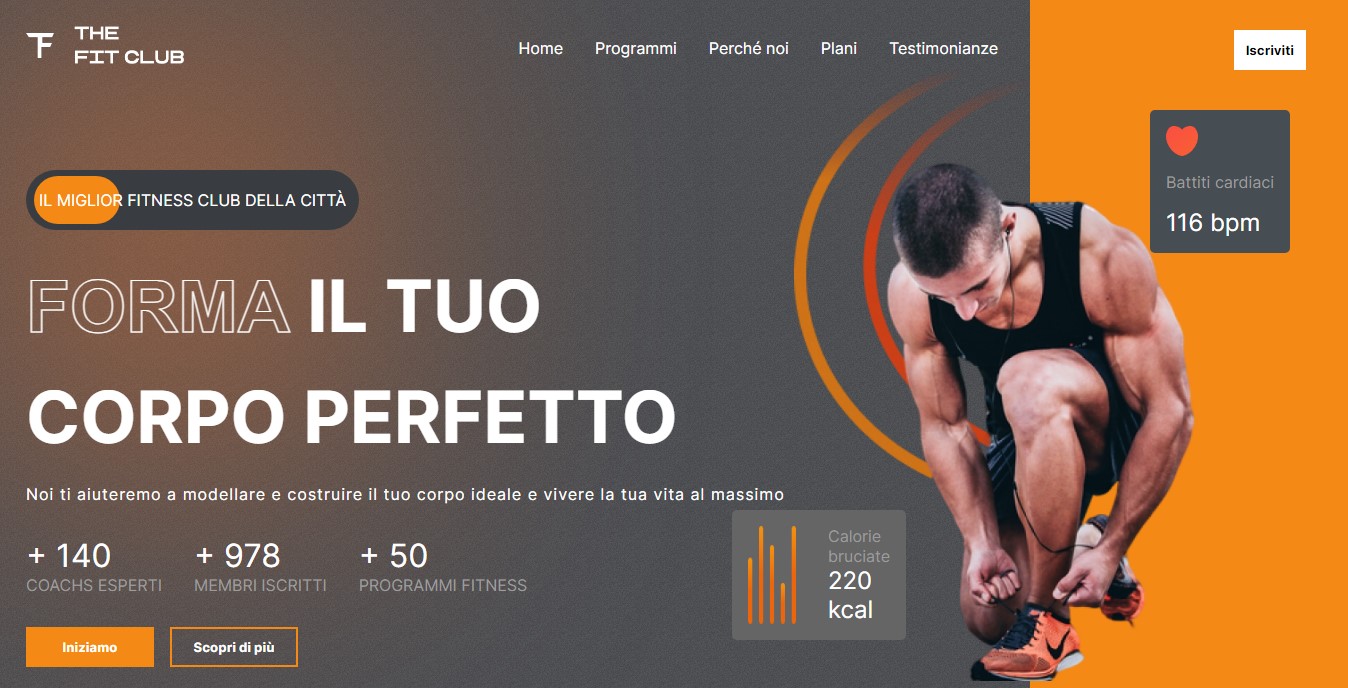 THE
FIT CLUB
Home Programmi Perché noi Plani Testimonianze
Iscriviti
Battiti cardiaci
116 bpm
IL MIGLIOR FITNESS CLUB DELLA CITTÀ
FORMA IL TUO
CORPO PERFETTO
Noi ti aiuteremo a modellare e costruire il tuo corpo ideale e vivere la tua vita al massimo
+ 140 + 978 + 50
COACHS ESPERTI MEMBRI ISCRITTI PROGRAMMI FITNESS
Calorie
bruciate
220
kcal
Iniziamo Scopri di più